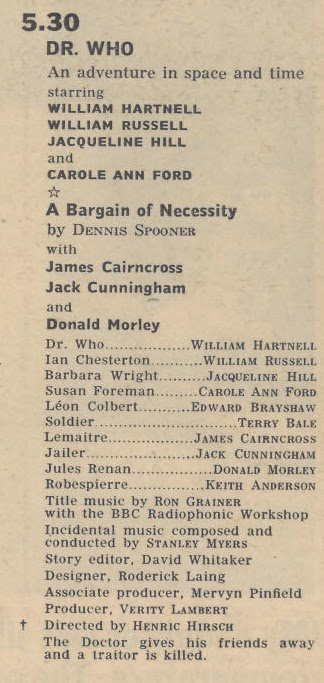 5.30
DR. WHO
An adventure in space and time
starring
WILLIAM HARTNELL
WILLIAM RUSSELL
JACQUELINE HILL
and
CAROLE ANN FORD
☆
A Bargain of Necessity
by DENNIS SPOONER
with
James Cairncross
Jack Cunningham
and
Donald Morley
Dr. Who................WILLIAM HARTNELL
Ian Chesterton..........WILLIAM RUSSELL
Barbara Wright..........JACQUELINE HILL
Susan Foreman........CAROLE ANN FORD
Léon Colbert..........EDWARD BRAYSHAW
Soldier...........................TERRY BALE
Lemaitre.................JAMES CAIRNCROSS
Jailer......................JACK CUNNINGHAM
Jules Renan...............DONALD MORLEY
Robespierre..............KEITH ANDERSON
Title music by RON GRAINER
with the BBC Radiophonic Workshop
Incidental music composed and
conducted by STANLEY MYERS
Story editor, David Whitaker
Designer, Roderick Laing
Associate producer, Mervyn Pinfield
Producer, VERITY LAMBERT
† Directed by HENRIC HIRSCH
The Doctor gives his friends away
and a traitor is killed.